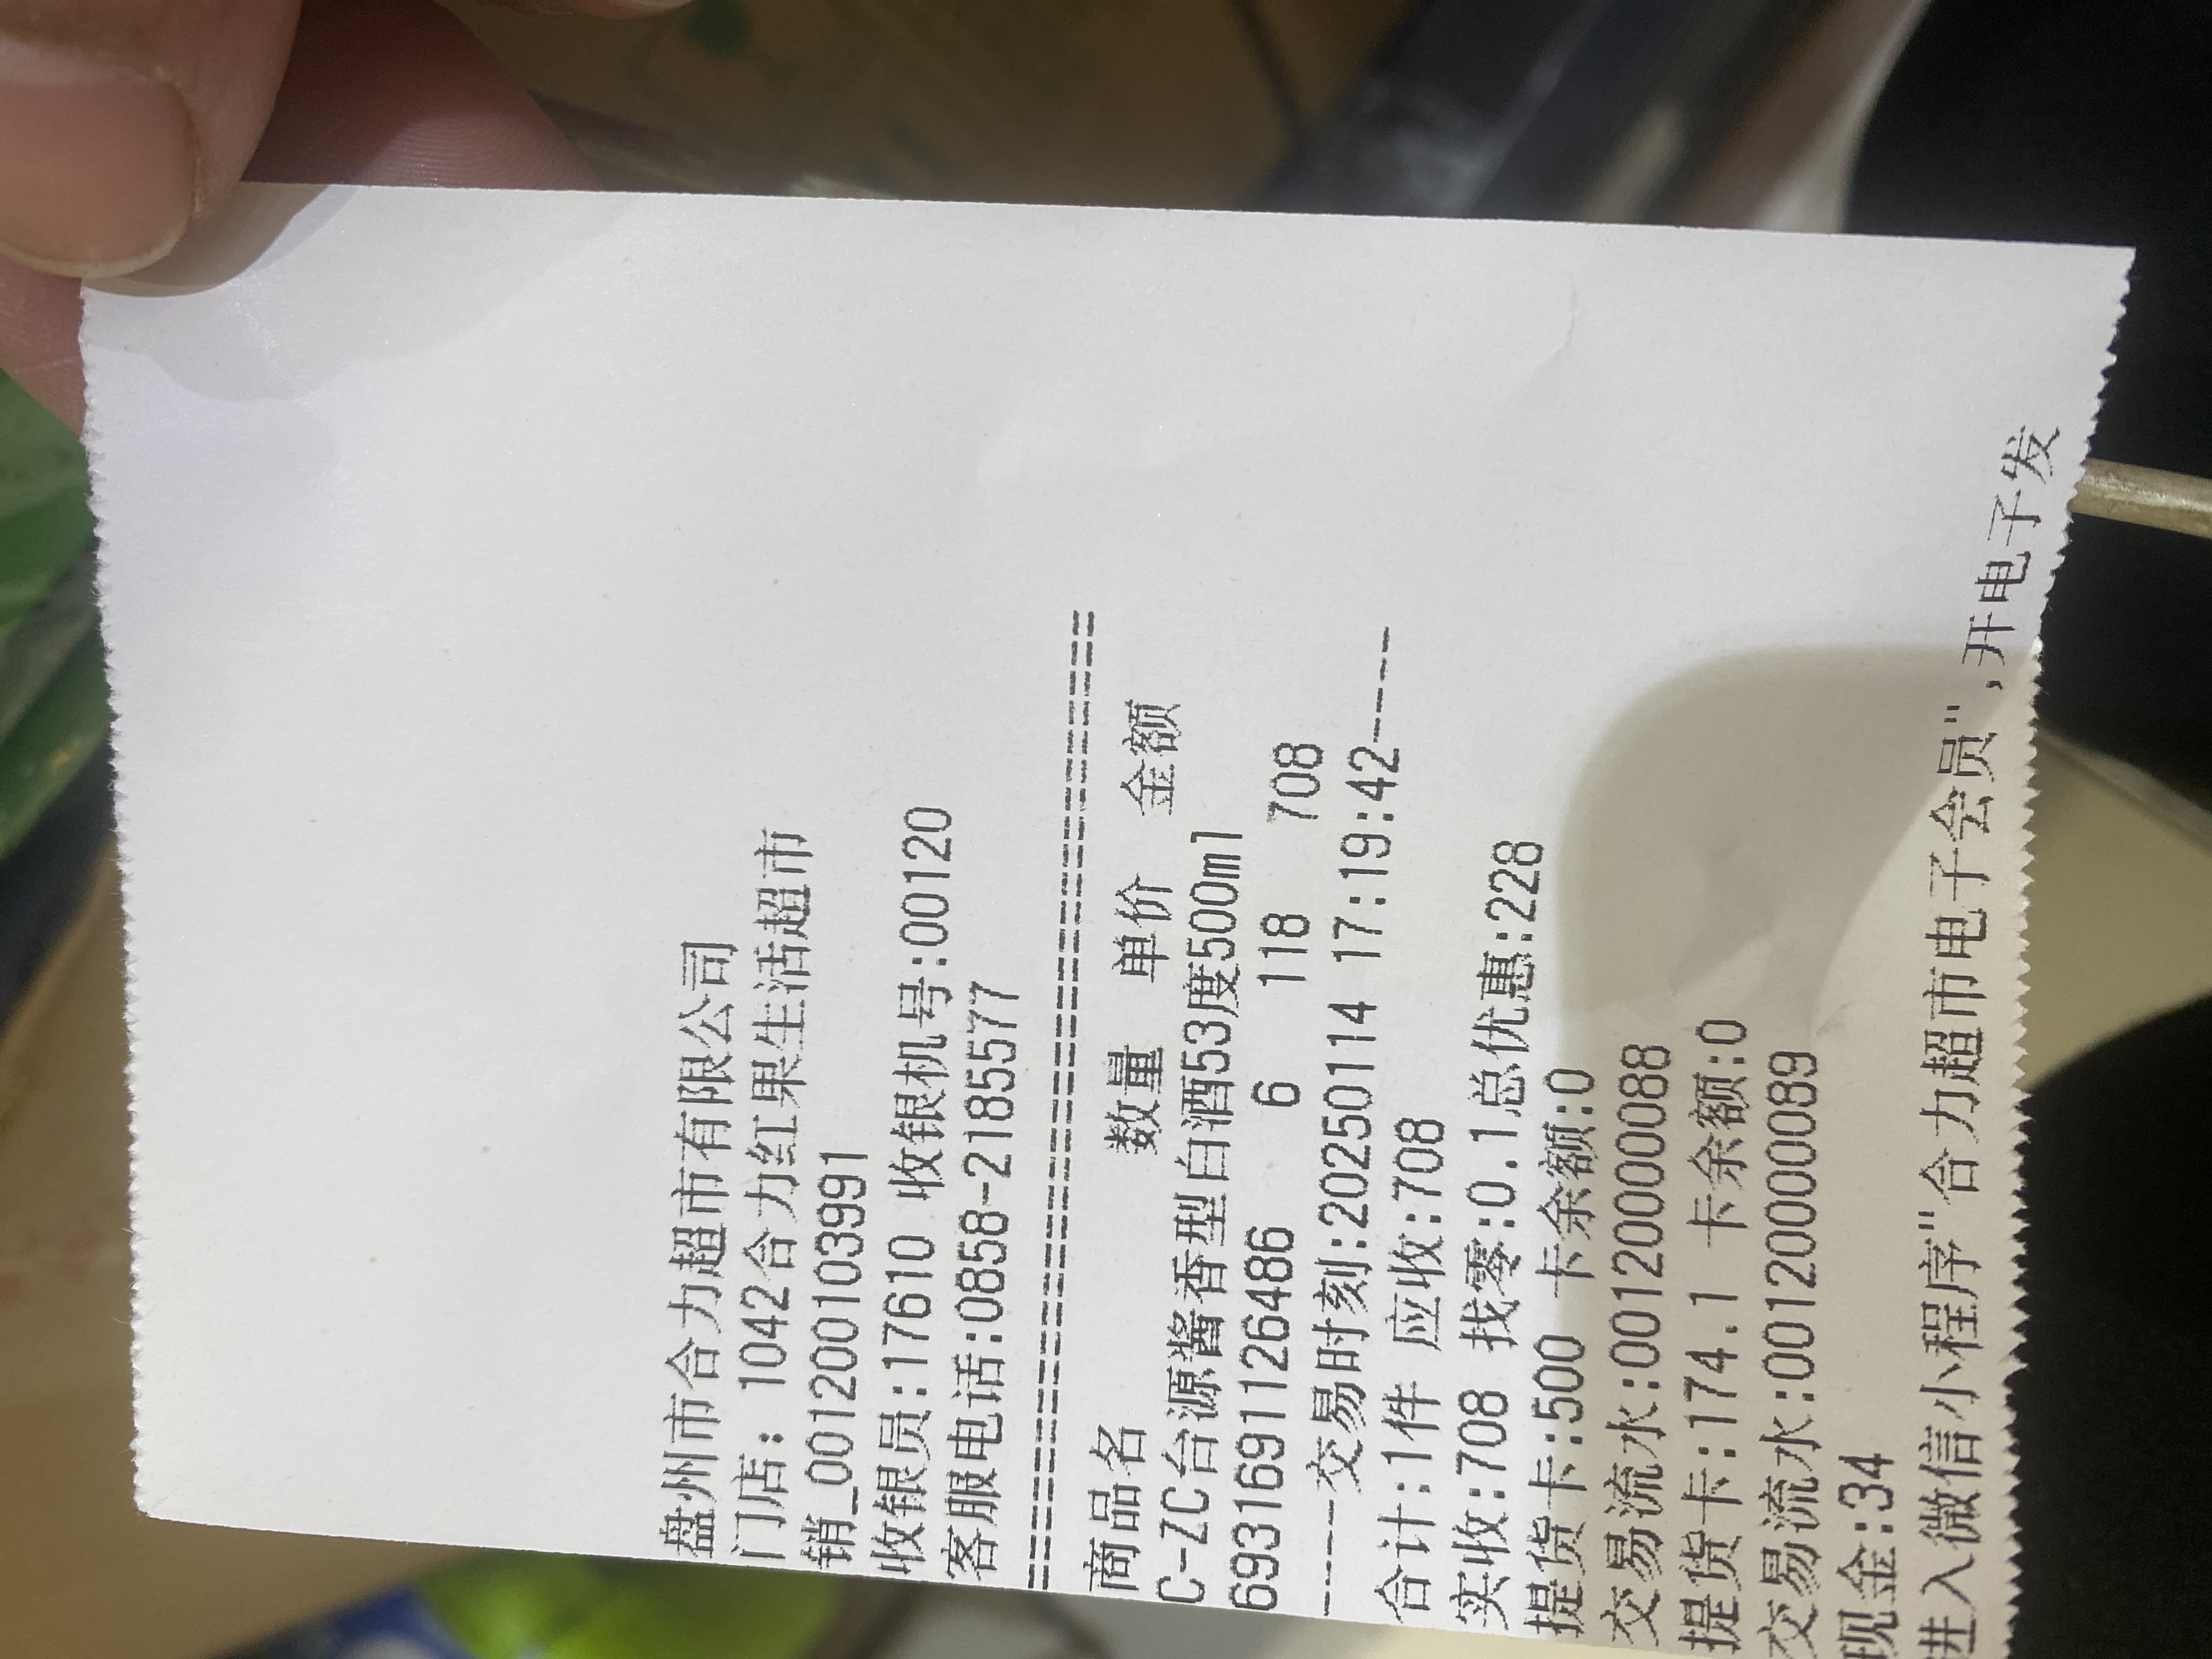 盘州市合力超市有限公司
门店: 1042合力红果生活超市
销_0012001039​91
收银员:17610 收银机号:00120
客服电话:0858-2185577
========================================
商品名 数量 单价 金额
C-ZC台源酱香型白酒53度500ml
6931691126486 6 118 708
----交易时刻:20250114 17:19:42----
合计:1件 应收:708
实收:708 找零:0.1总优惠:228
提货卡:500 卡余额:0
交易流水:00120000088
提货卡:174.1 卡余额:0
交易流水:00120000089
现金:34
进入微信小程序"合力超市电子会员",开电子发